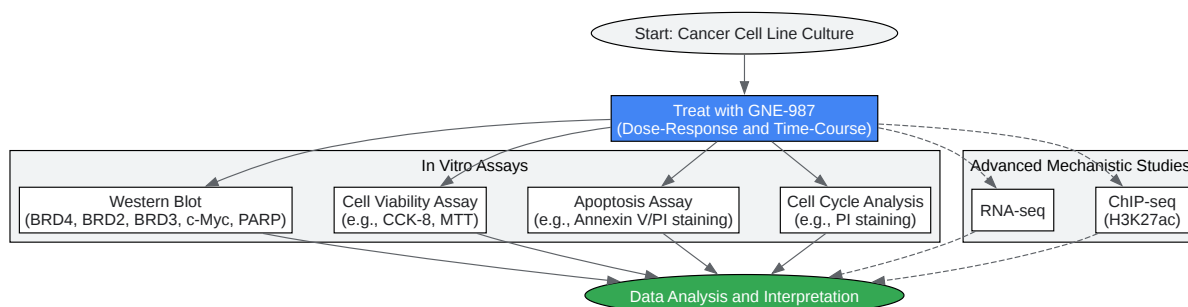 Start: Cancer Cell Line Culture
Treat with GNE-987
(Dose-Response and Time-Course)
In Vitro Assays
Advanced Mechanistic Studies
Western Blot
(BRD4, BRD2, BRD3, c-Myc, PARP)
Cell Viability Assay
(e.g., CCK-8, MTT)
Apoptosis Assay
(e.g., Annexin V/PI staining)
Cell Cycle Analysis
(e.g., PI staining)
RNA-seq
ChIP-seq
(H3K27ac)
Data Analysis and Interpretation